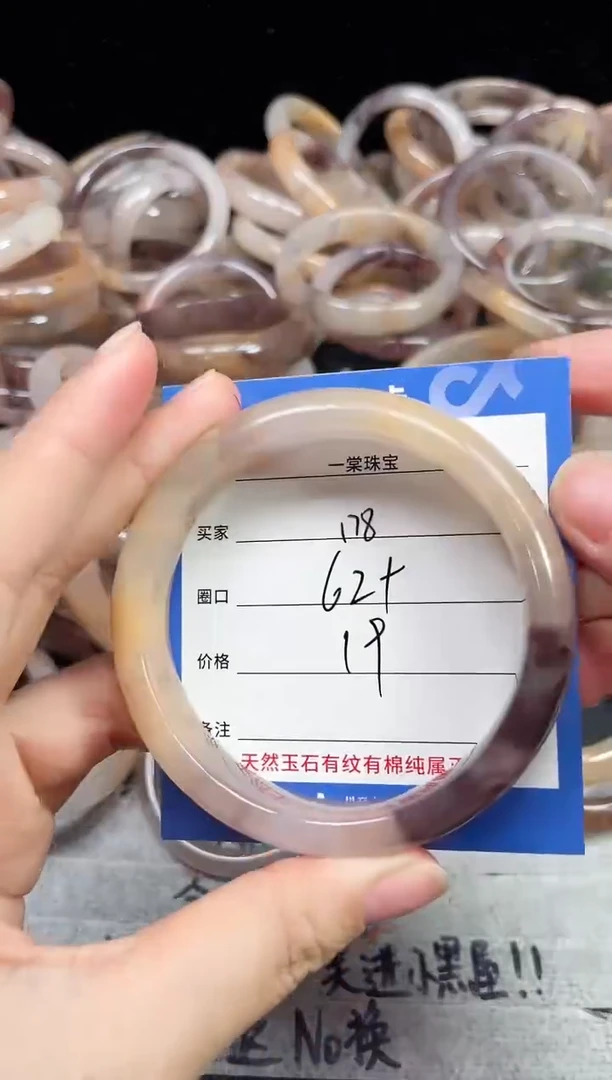 一棠珠宝
买家 178
圈口 62+
价格 19
备注
天然玉石有纹有棉纯属正
进小黑屋!!
No换